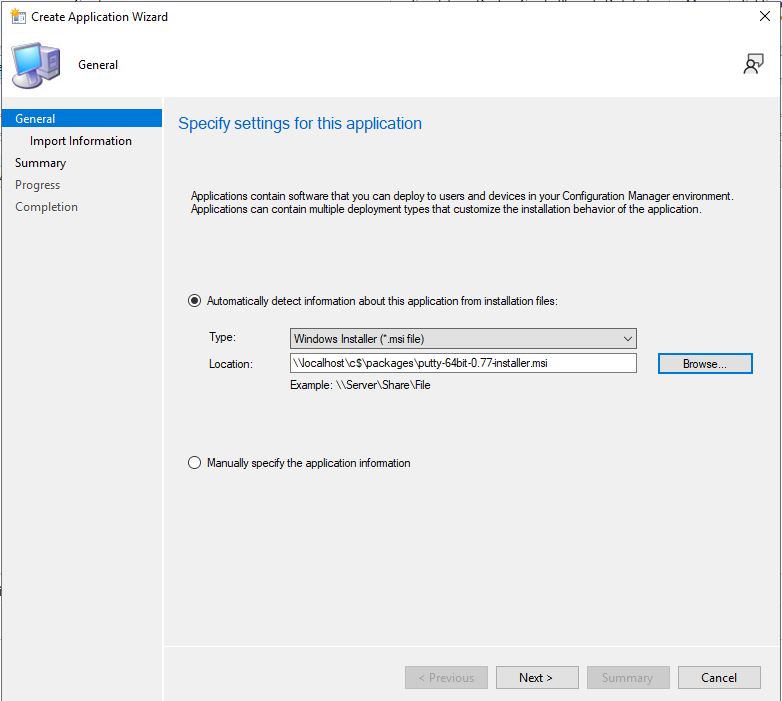 Create Application Wizard
General
General
Import Information
Summary
Progress
Completion
Specify settings for this application
Applications contain software that you can deploy to users and devices in your Configuration Manager environment.
Applications can contain multiple deployment types that customize the installation behavior of the application.
Automatically detect information about this application from installation files:
Type:
Windows Installer (*.msi file)
Location:
\\localhost\c$\packages\putty-64bit-0.77-installer.msi
Browse...
Example: \\Server\Share\File
Manually specify the application information
< Previous
Next >
Summary
Cancel